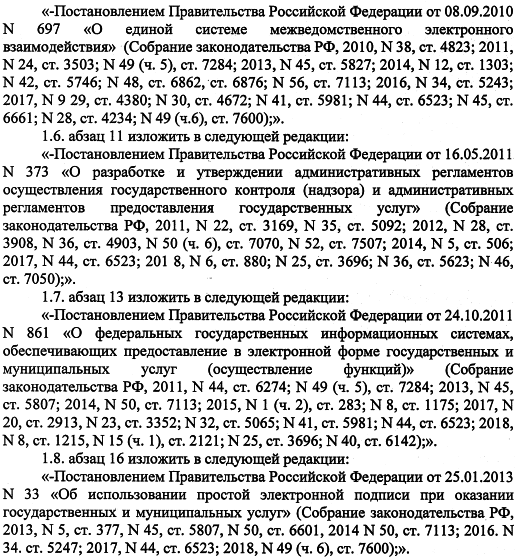 «-Постановлением Правительства Российской Федерации от 08.09.2010
N 697 «О единой системе межведомственного электронного
взаимодействия» (Собрание законодательства РФ, 2010, N 38, ст. 4823; 2011,
N 24, ст. 3503; N 49 (ч. 5), ст. 7284; 2013, N 45, ст. 5827; 2014, N 12, ст. 1303;
N 42, ст. 5746; N 48, ст. 6862, ст. 6876; N 56, ст. 7113; 2016, N 34, ст. 5243;
2017, N 9 29, ст. 4380; N 30, ст. 4672; N 41, ст. 5981; N 44, ст. 6523; N 45, ст.
6661; N 28, ст. 4234; N 49 (ч.6), ст. 7600);».
1.6. абзац 11 изложить в следующей редакции:
«-Постановлением Правительства Российской Федерации от 16.05.2011
N 373 «О разработке и утверждении административных регламентов
осуществления государственного контроля (надзора) и административных
регламентов предоставления государственных услуг» (Собрание
законодательства РФ, 2011, N 22, ст. 3169, N 35, ст. 5092; 2012, N 28, ст.
3908, N 36, ст. 4903, N 50 (ч. 6), ст. 7070, N 52, ст. 7507; 2014, N 5, ст. 506;
2017, N 44, ст. 6523; 201 8, N 6, ст. 880; N 25, ст. 3696; N 36, ст. 5623; N 46,
ст. 7050);».
1.7. абзац 13 изложить в следующей редакции:
«-Постановлением Правительства Российской Федерации от 24.10.2011
N 861 «О федеральных государственных информационных системах,
обеспечивающих предоставление в электронной форме государственных и
муниципальных услуг (осуществление функций)» (Собрание
законодательства РФ, 2011, N 44, ст. 6274; N 49 (ч. 5), ст. 7284; 2013, N 45,
ст. 5807; 2014, N 50, ст. 7113; 2015, N 1 (ч. 2), ст. 283; N 8, ст. 1175; 2017, N
20, ст. 2913, N 23, ст. 3352; N 32, ст. 5065; N 41, ст. 5981; N 44, ст. 6523; 2018,
N 8, ст. 1215, N 15 (ч. 1), ст. 2121; N 25, ст. 3696; N 40, ст. 6142);».
1.8. абзац 16 изложить в следующей редакции:
«-Постановлением Правительства Российской Федерации от 25.01.2013
N 33 «Об использовании простой электронной подписи при оказании
государственных и муниципальных услуг» (Собрание законодательства РФ,
2013, N 5, ст. 377, N 45, ст. 5807, N 50, ст. 6601, 2014 N 50, ст. 7113; 2016. N
34. ст. 5247; 2017, N 44, ст. 6523; 2018, N 49 (ч. 6), ст. 7600);».